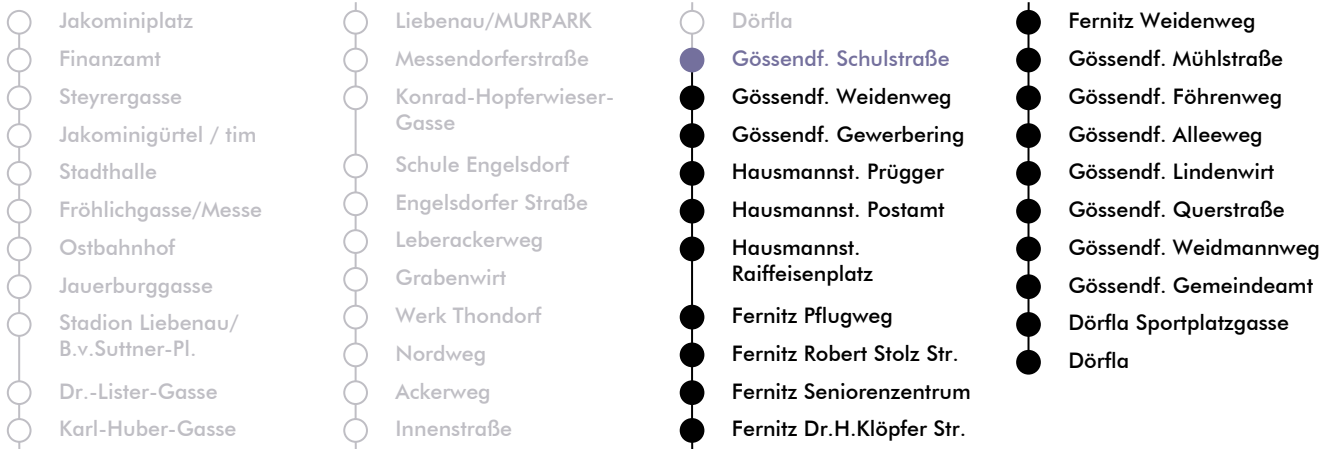 Jakominiplatz
Finanzamt
Steyrergasse
Jakominigürtel / tim
Stadthalle
Fröhlichgasse/Messe
Ostbahnhof
Jauerburggasse
Stadion Liebenau/
B.v.Suttner-Pl.
Dr.-Lister-Gasse
Karl-Huber-Gasse
Liebenau/MURPARK
Messendorferstraße
Konrad-Hopferwieser-
Gasse
Schule Engelsdorf
Engelsdorfer Straße
Leberackerweg
Grabenwirt
Werk Thondorf
Nordweg
Ackerweg
Innenstraße
Dörfla
Gössendf. Schulstraße
Gössendf. Weidenweg
Gössendf. Gewerbering
Hausmannst. Prügger
Hausmannst. Postamt
Hausmannst.
Raiffeisenplatz
Fernitz Pflugweg
Fernitz Robert Stolz Str.
Fernitz Seniorenzentrum
Fernitz Dr.H.Klöpfer Str.
Fernitz Weidenweg
Gössendf. Mühlstraße
Gössendf. Föhrenweg
Gössendf. Alleeweg
Gössendf. Lindenwirt
Gössendf. Querstraße
Gössendf. Weidmannweg
Gössendf. Gemeindeamt
Dörfla Sportplatzgasse
Dörfla